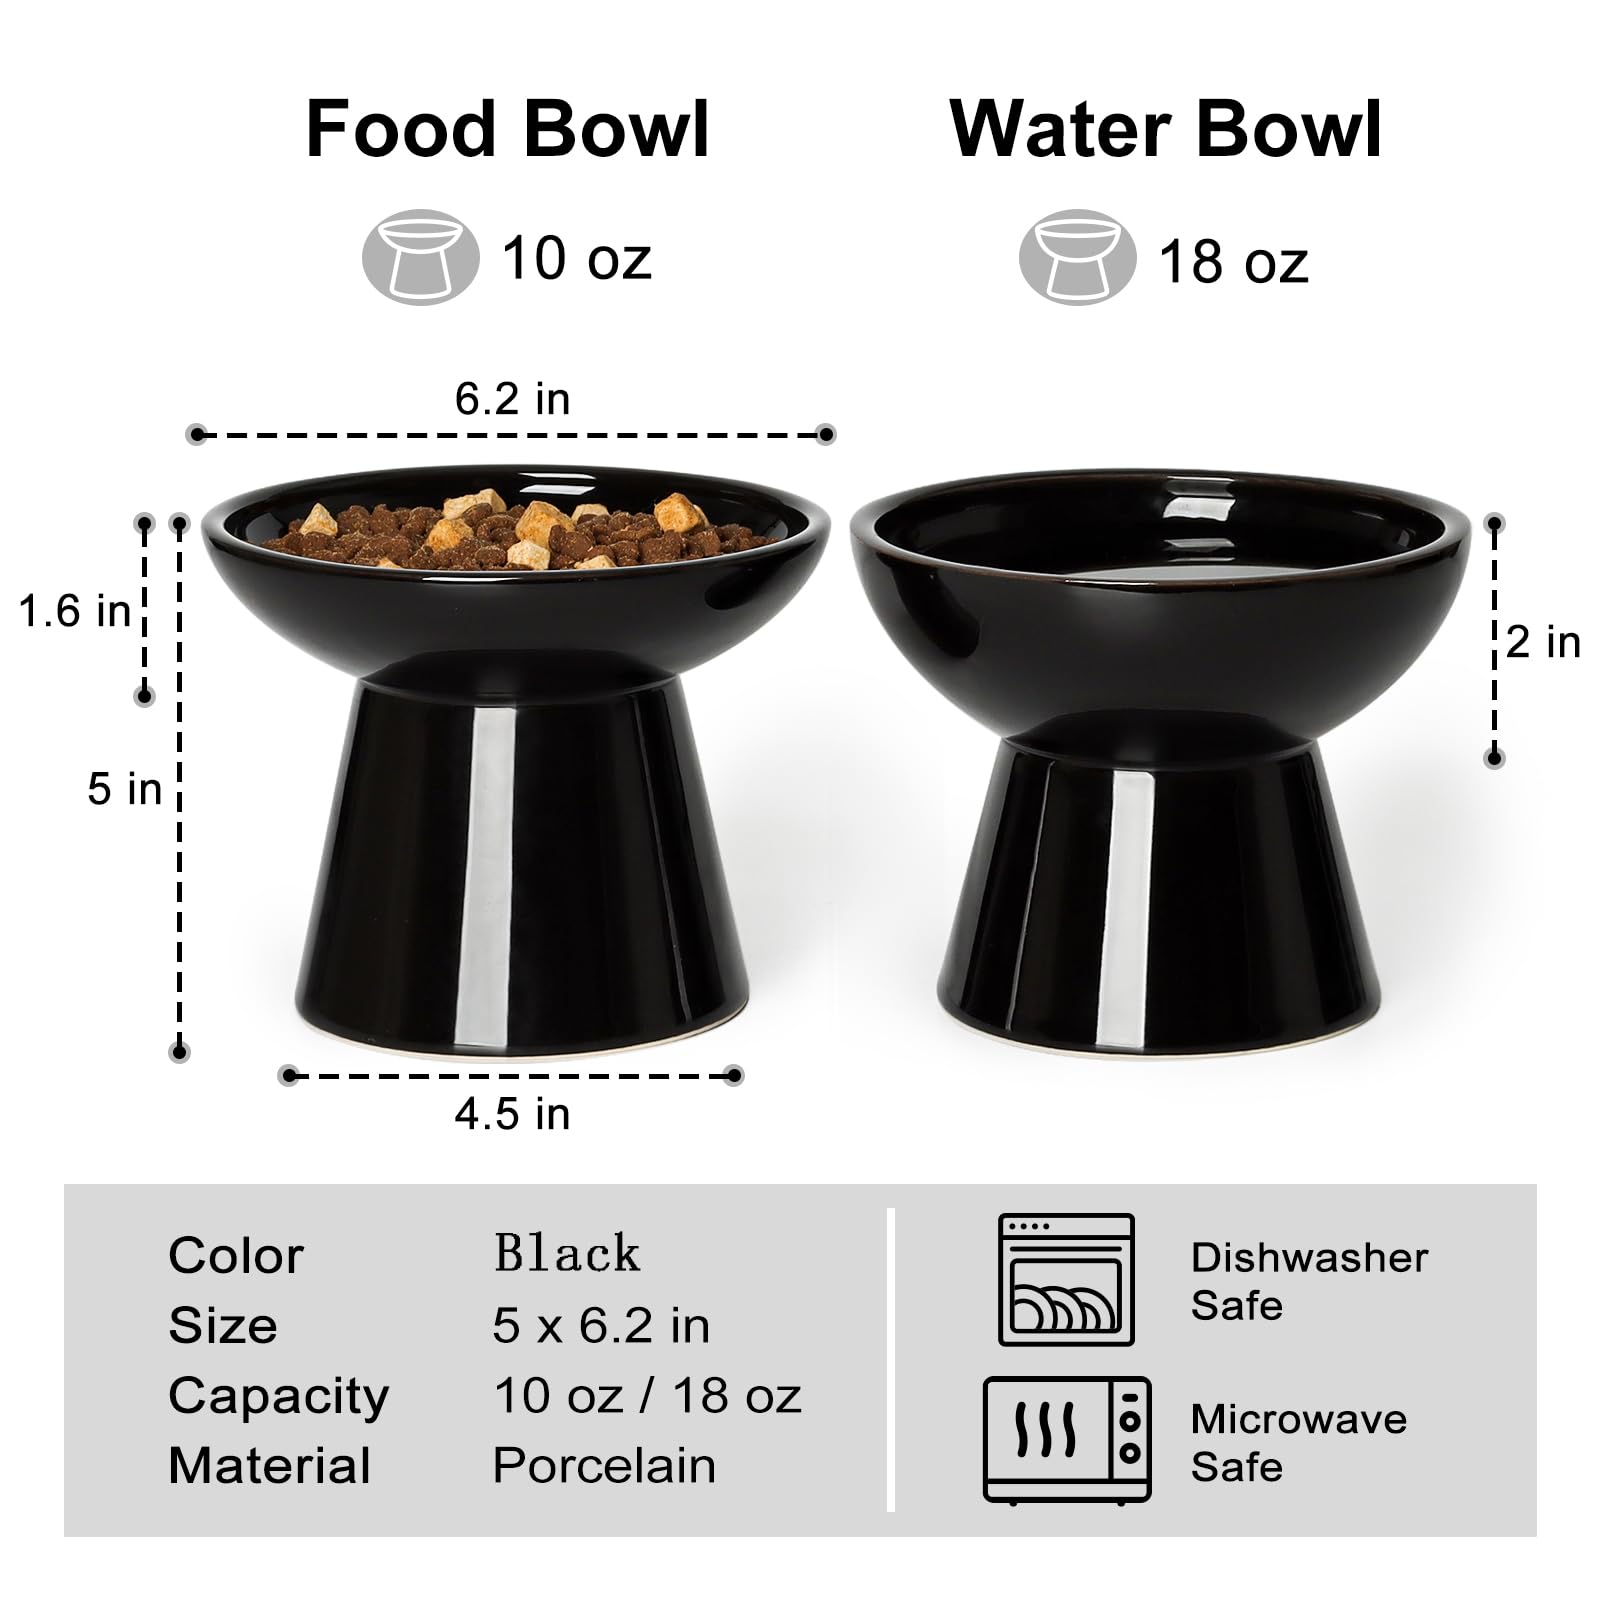 Food Bowl
Water Bowl
10 oz
18 oz
6.2 in
1.6 in
2 in
5 in
4.5 in
Color Black
Size 5 x 6.2 in
Capacity 10 oz / 18 oz
Material Porcelain
Dishwasher
Safe
Microwave
Safe